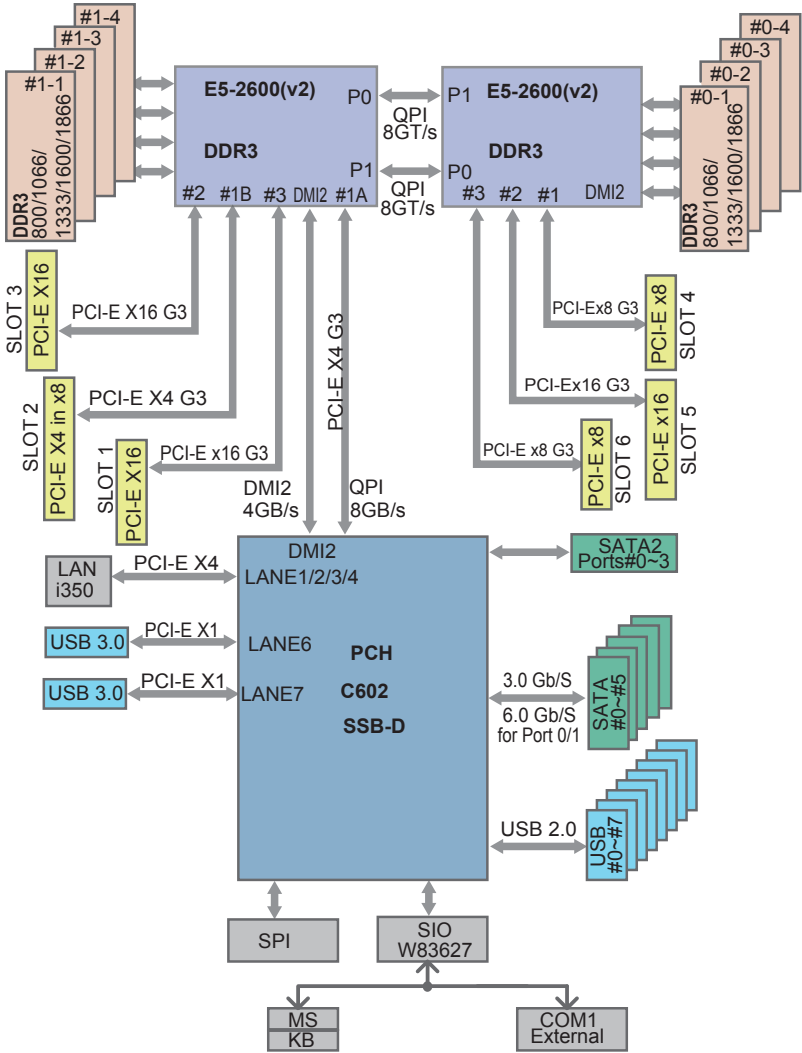 #1-4
#1-3
#1-2
#1-1
DDR3
800/1066/
1333/1600/1866
E5-2600(v2)
DDR3
P0
P1
#2
#1B
#3
DMI2
#1A
QPI
8GT/s
QPI
8GT/s
P1
E5-2600(v2)
P0
DDR3
#3
#2
#1
DMI2
#0-4
#0-3
#0-2
#0-1
DDR3
800/1066/
1333/1600/1866
SLOT 3
PCI-E X16
PCI-E X16 G3
SLOT 2
PCI-E X4 in x8
PCI-E X4 G3
SLOT 1
PCI-E X16
PCI-E x16 G3
PCI-E X4 G3
DMI2
4GB/s
QPI
8GB/s
PCI-Ex8 G3
PCI-E x8
SLOT 4
PCI-Ex16 G3
PCI-E x16
SLOT 5
PCI-E x8 G3
PCI-E x8
SLOT 6
DMI2
LAN
i350
PCI-E X4
LANE1/2/3/4
USB 3.0
PCI-E X1
LANE6
USB 3.0
PCI-E X1
LANE7
PCH
C602
SSB-D
SATA2
Ports#0~3
3.0 Gb/S
6.0 Gb/S
for Port 0/1
SATA
#0~#5
USB 2.0
USB
#0~#7
SPI
SIO
W83627
MS
KB
COM1
External